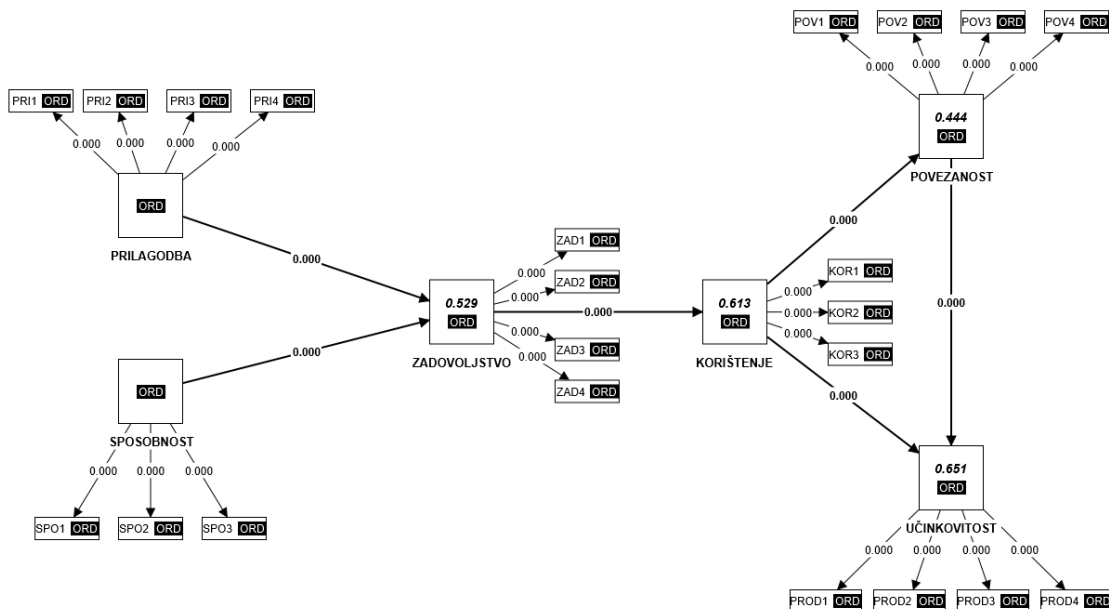 POV1 ORD
POV2 ORD
POV3 ORD
POV4 ORD
0.000
0.000
0.000
0.000
0.444
ORD
POVEZANOST
PRI1 ORD
PRI2 ORD
PRI3 ORD
PRI4 ORD
0.000
0.000
0.000
0.000
ORD
PRILAGODBA
0.000
0.000
ORD
SPOSOBNOST
0.000
0.000
0.000
SPO1 ORD
SPO2 ORD
SPO3 ORD
0.529
ORD
ZADOVOLJSTVO
0.000
0.000
0.000
0.000
ZAD1 ORD
ZAD2 ORD
ZAD3 ORD
ZAD4 ORD
0.000
0.613
ORD
KORIŠTENJE
0.000
0.000
0.000
KOR1 ORD
KOR2 ORD
KOR3 ORD
0.000
0.000
0.000
0.651
ORD
UČINKOVITOST
0.000
0.000
0.000
0.000
PROD1 ORD
PROD2 ORD
PROD3 ORD
PROD4 ORD